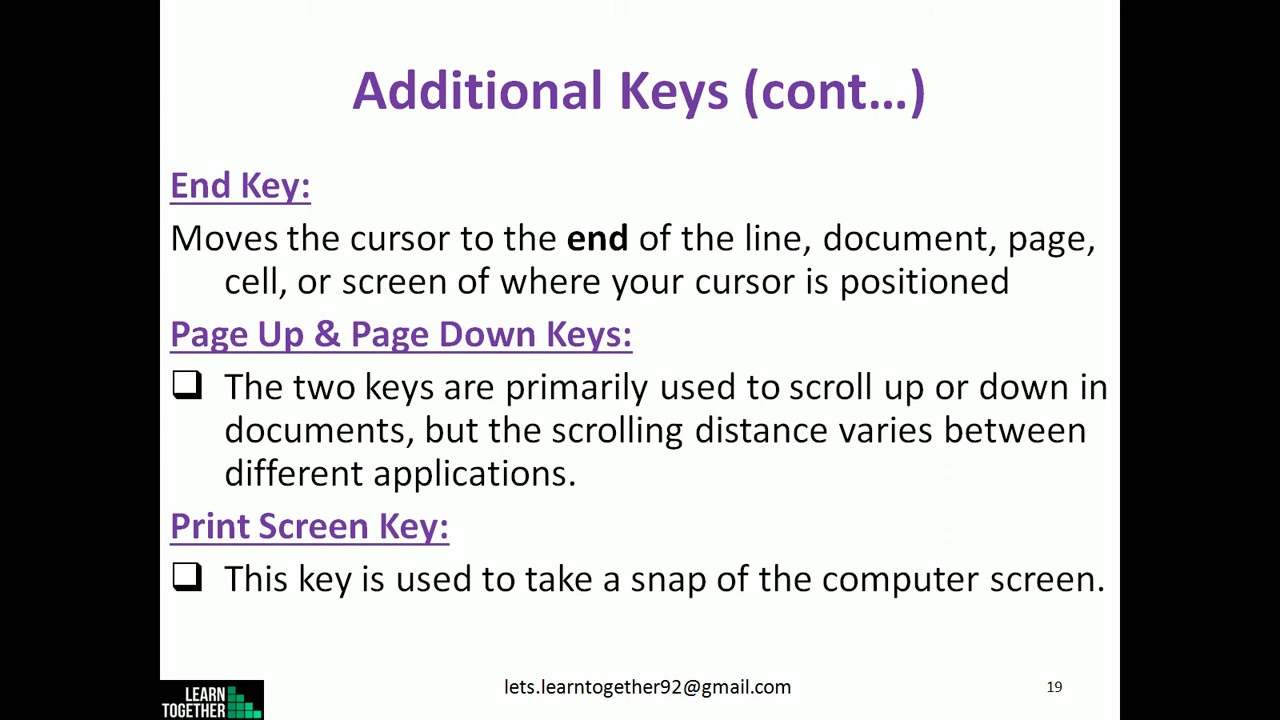 Additional Keys (cont…)
End Key:
Moves the cursor to the end of the line, document, page,
cell, or screen of where your cursor is positioned
Page Up & Page Down Keys:
❑ The two keys are primarily used to scroll up or down in
documents, but the scrolling distance varies between
different applications.
Print Screen Key:
❑ This key is used to take a snap of the computer screen.
LEARN
TOGETHER
lets.learntogether92@gmail.com
19